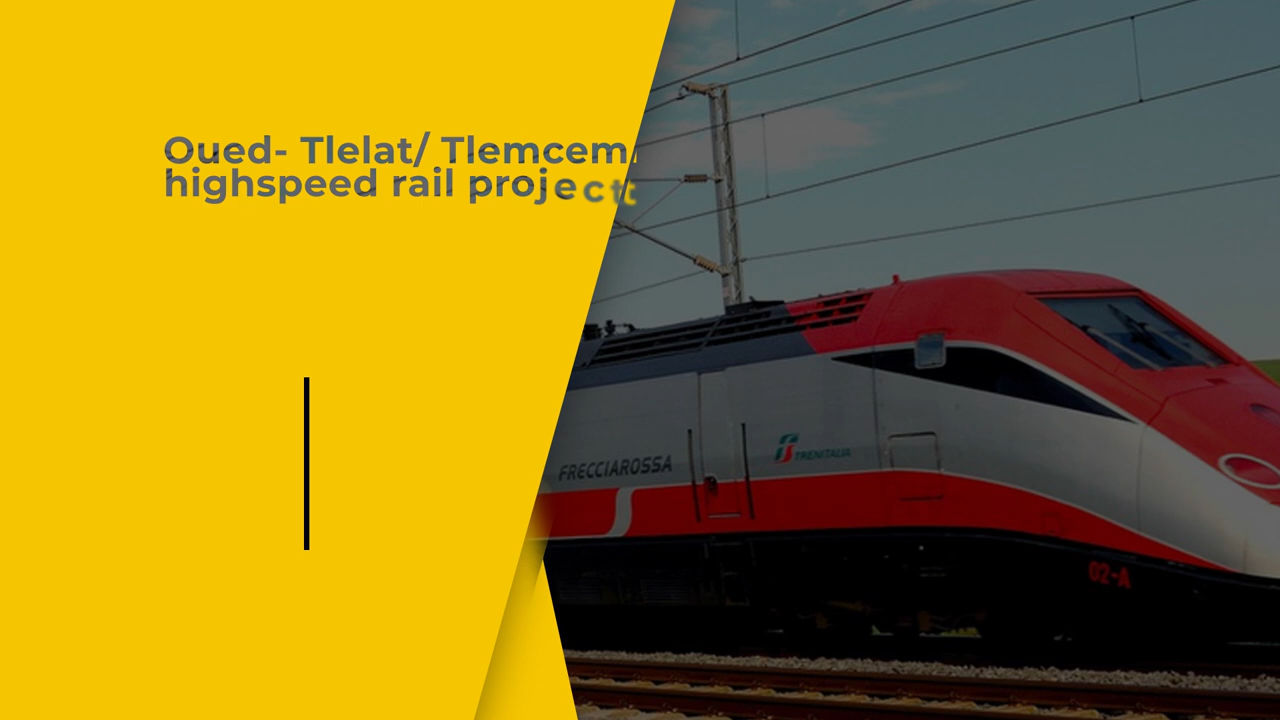 Oued- Tlelat/ Tlemcem
highspeed rail project
FRECCIAROSSA
TRENITALIA
02-A